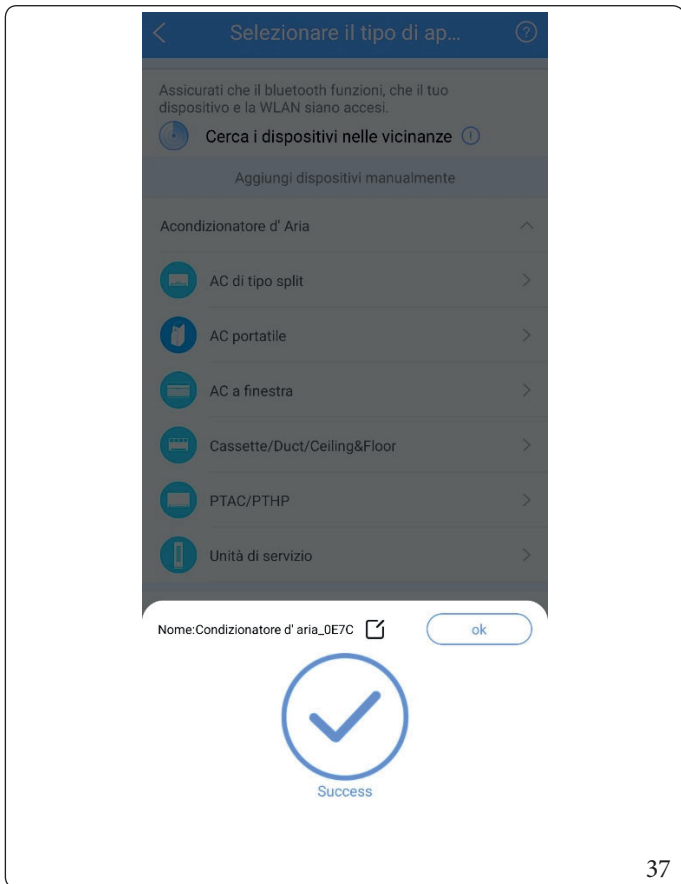 Selezionare il tipo di ap...
Assicurati che il bluetooth funzioni, che il tuo
dispositivo e la WLAN siano accesi.
Cerca i dispositivi nelle vicinanze
Aggiungi dispositivi manualmente
Acondizionatore d' Aria
AC di tipo split
AC portatile
AC a finestra
Cassette/Duct/Ceiling&Floor
PTAC/PTHP
Unità di servizio
Nome:Condizionatore d' aria_0E7C
ok
Success
37